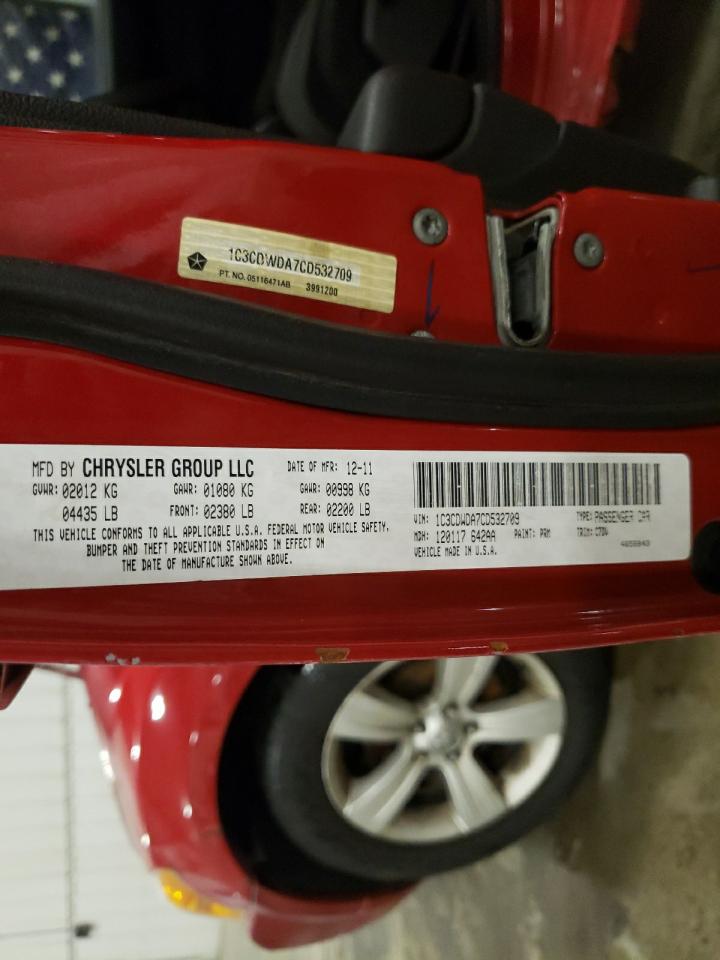 1C3CDWDA7CD532709
PT. NO. 05116471AB 3991200
MFD BY CHRYSLER GROUP LLC DATE OF MFR: 12-11
GVWR: 02012 KG GAWR: 01080 KG GAWR: 00998 KG
04435 LB FRONT: 02380 LB REAR: 02200 LB
THIS VEHICLE CONFORMS TO ALL APPLICABLE U.S.A. FEDERAL MOTOR VEHICLE SAFETY,
BUMPER AND THEFT PREVENTION STANDARDS IN EFFECT ON
THE DATE OF MANUFACTURE SHOWN ABOVE.
VIN: 1C3CDWDA7CD532709 TYPE: PASSENGER CAR
MDH: 120117 642AA PAINT: PRM TRIM: C7DV
VEHICLE MADE IN U.S.A.